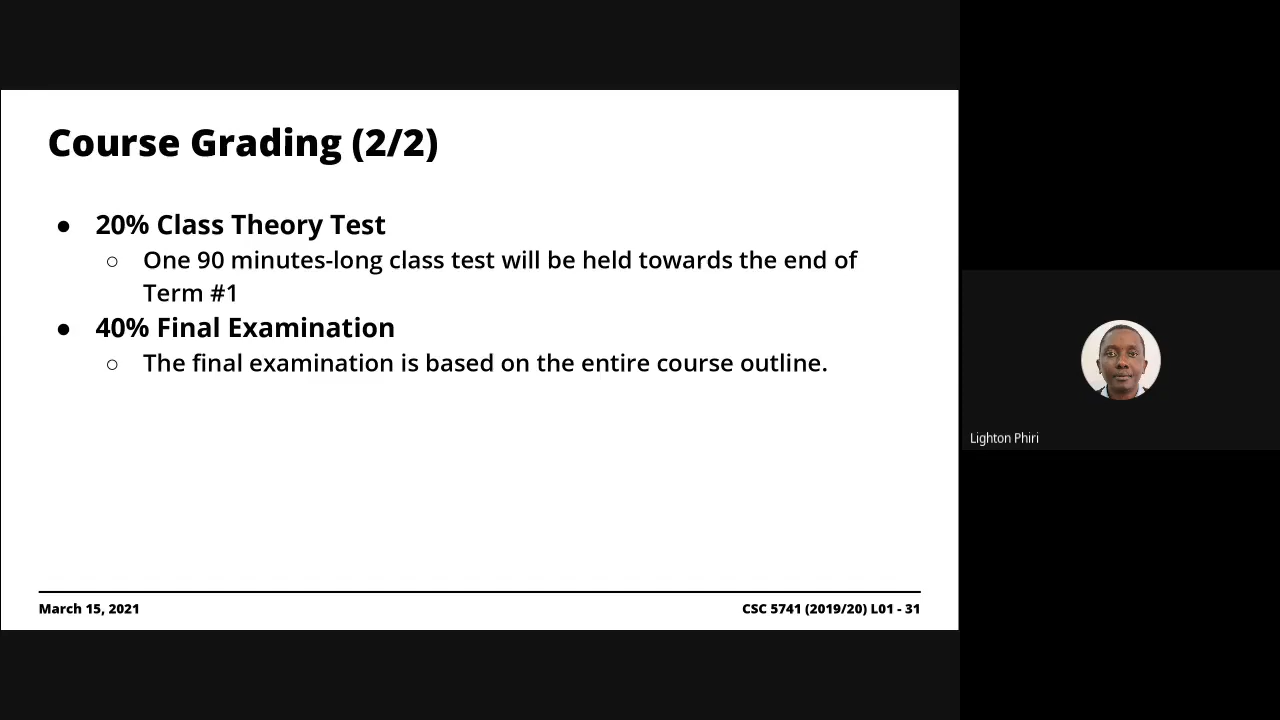 Course Grading (2/2)
● 20% Class Theory Test
○ One 90 minutes-long class test will be held towards the end of
Term #1
● 40% Final Examination
○ The final examination is based on the entire course outline.
March 15, 2021
CSC 5741 (2019/20) L01 - 31
Lighton Phiri